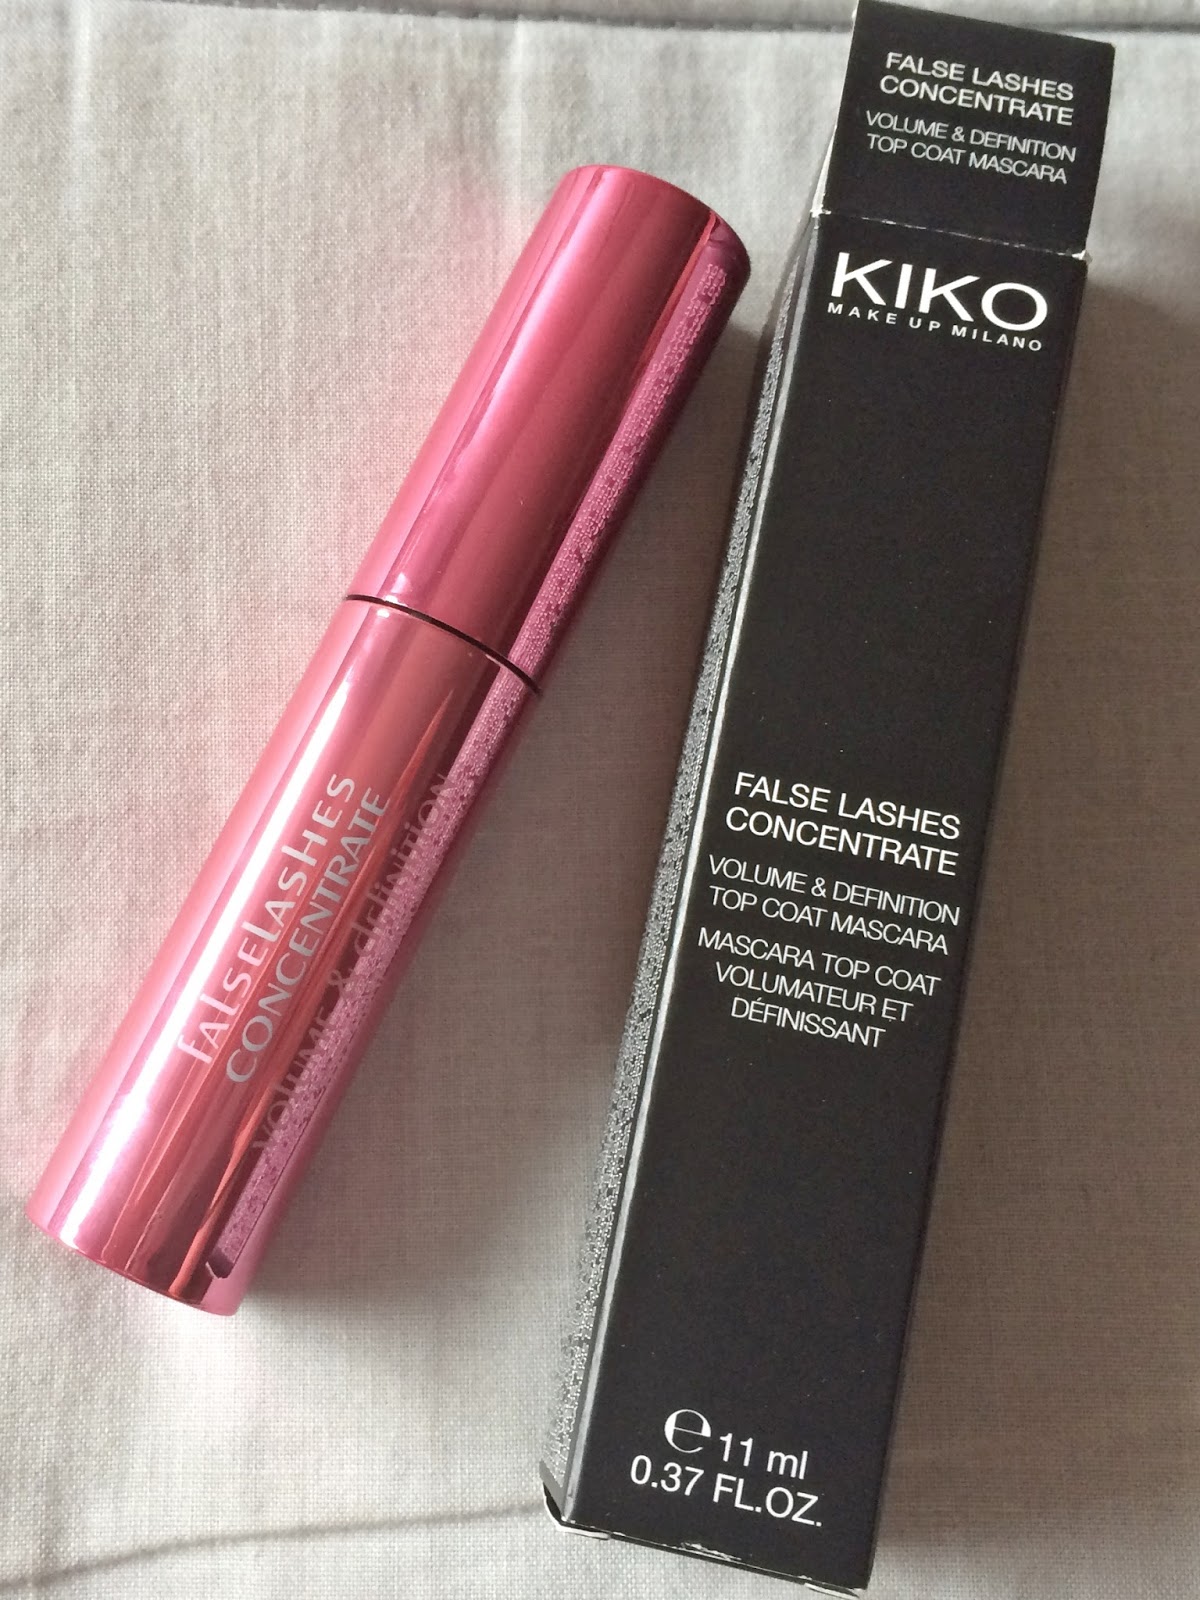 FALSE LASHES
CONCENTRATE
VOLUME & DEFINITION
TOP COAT MASCARA
KIKO
MAKE UP MILANO
FALSE LASHES
CONCENTRATE
VOLUME & DEFINITION
TOP COAT MASCARA
MASCARA TOP COAT
VOLUMATEUR ET
DÉFINISSANT
℮ 11 ml
0.37 FL.OZ.
FALSELASHES
CONCENTRATE
VOLUME & dEfiNiTiON